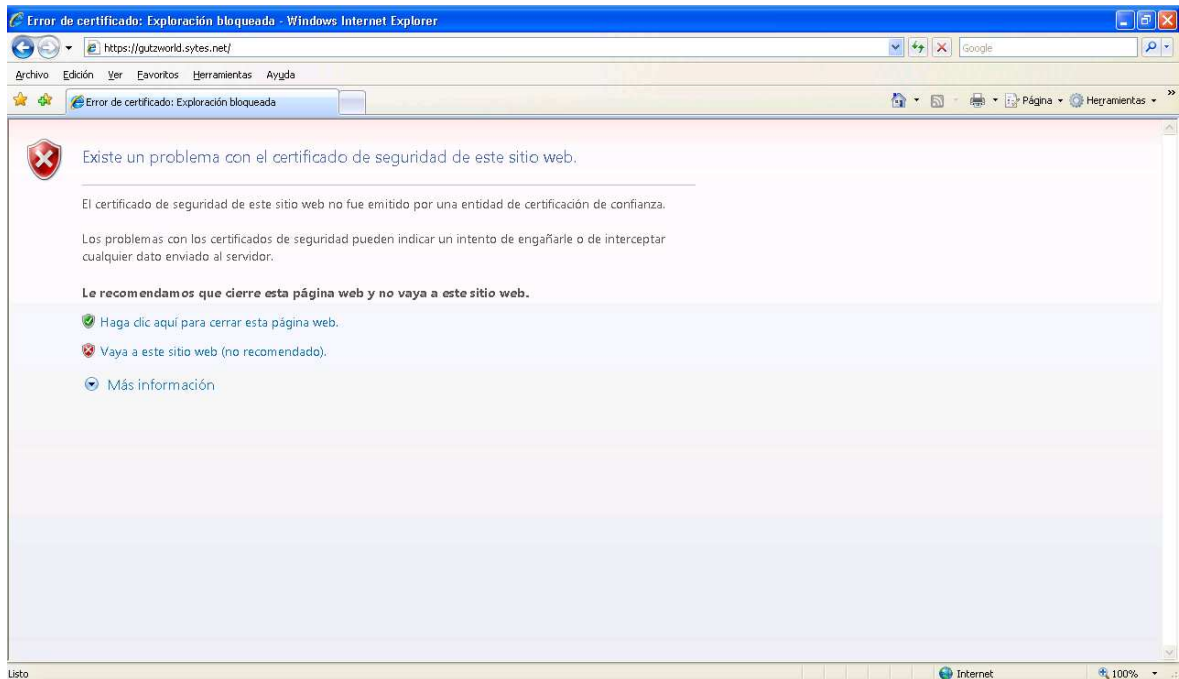 Error de certificado: Exploración bloqueada - Windows Internet Explorer
https://gutzworld.sytes.net/
Google
Archivo Edición Ver Favoritos Herramientas Ayuda
Error de certificado: Exploración bloqueada
Página Herramientas
Existe un problema con el certificado de seguridad de este sitio web.
El certificado de seguridad de este sitio web no fue emitido por una entidad de certificación de confianza.
Los problemas con los certificados de seguridad pueden indicar un intento de engañarle o de interceptar
cualquier dato enviado al servidor.
Le recomendamos que cierre esta página web y no vaya a este sitio web.
Haga clic aquí para cerrar esta página web.
Vaya a este sitio web (no recomendado).
Más información
Listo Internet 100%